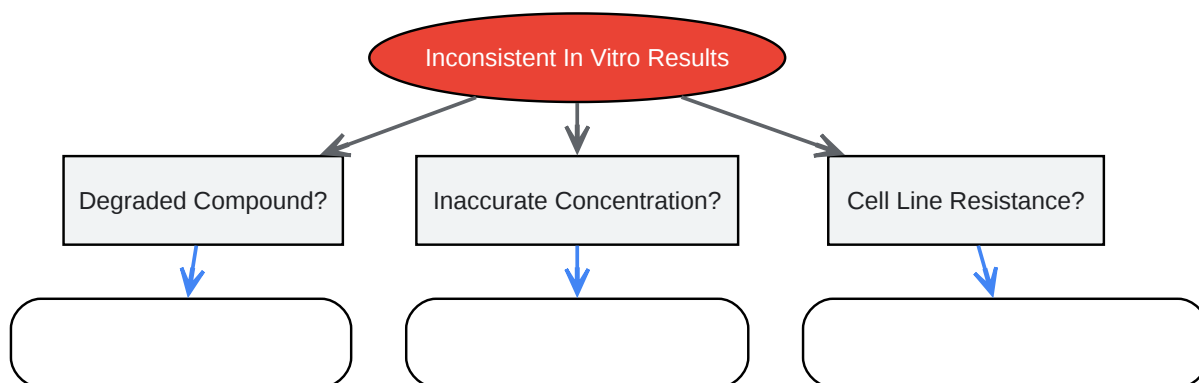 Inconsistent In Vitro Results
Degraded Compound?
Inaccurate Concentration?
Cell Line Resistance?